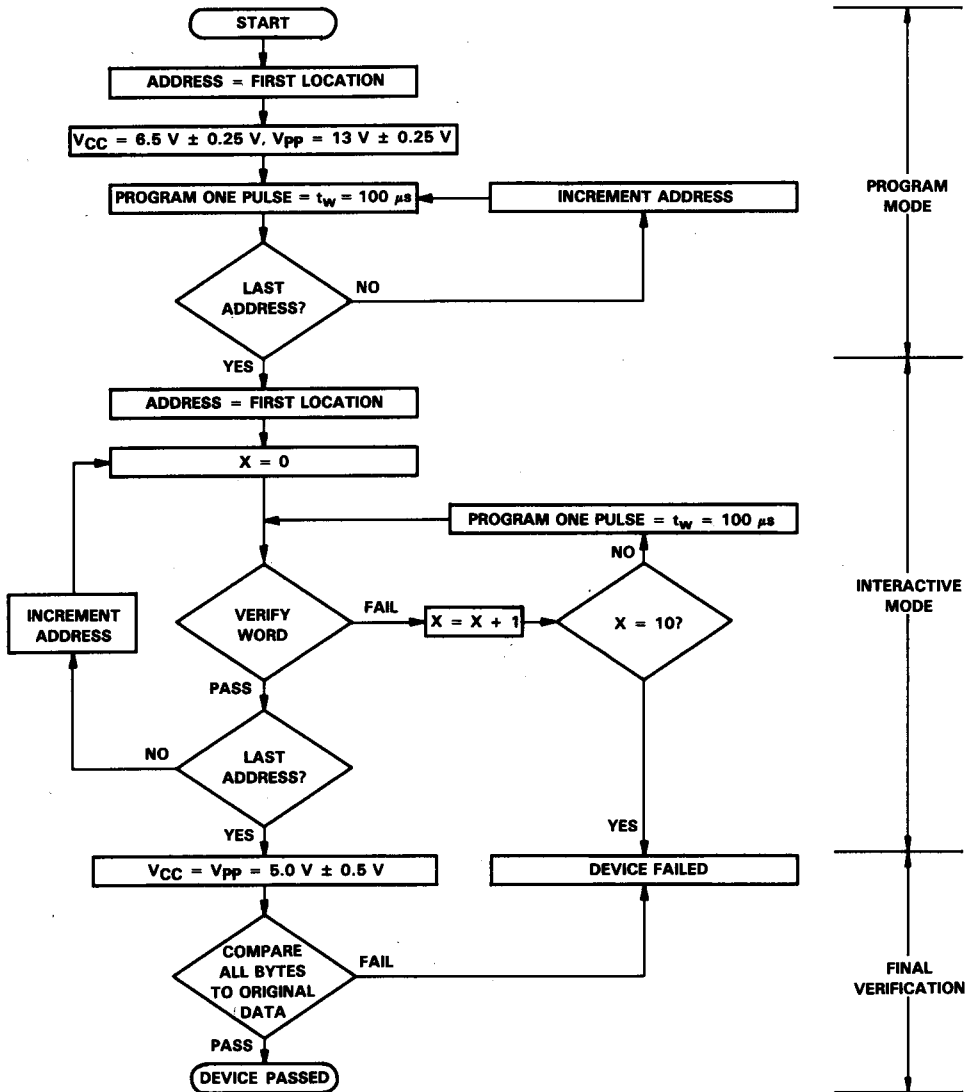 START
ADDRESS = FIRST LOCATION
VCC = 6.5 V ± 0.25 V, VPP = 13 V ± 0.25 V
PROGRAM ONE PULSE = tw = 100 μs
INCREMENT ADDRESS
PROGRAM
MODE
LAST
ADDRESS?
NO
YES
ADDRESS = FIRST LOCATION
X = 0
PROGRAM ONE PULSE = tw = 100 μs
NO
INCREMENT
ADDRESS
VERIFY
WORD
FAIL
X = X + 1
X = 10?
INTERACTIVE
MODE
PASS
NO
LAST
ADDRESS?
YES
YES
VCC = VPP = 5.0 V ± 0.5 V
DEVICE FAILED
COMPARE
ALL BYTES
TO ORIGINAL
DATA
FAIL
FINAL
VERIFICATION
PASS
DEVICE PASSED